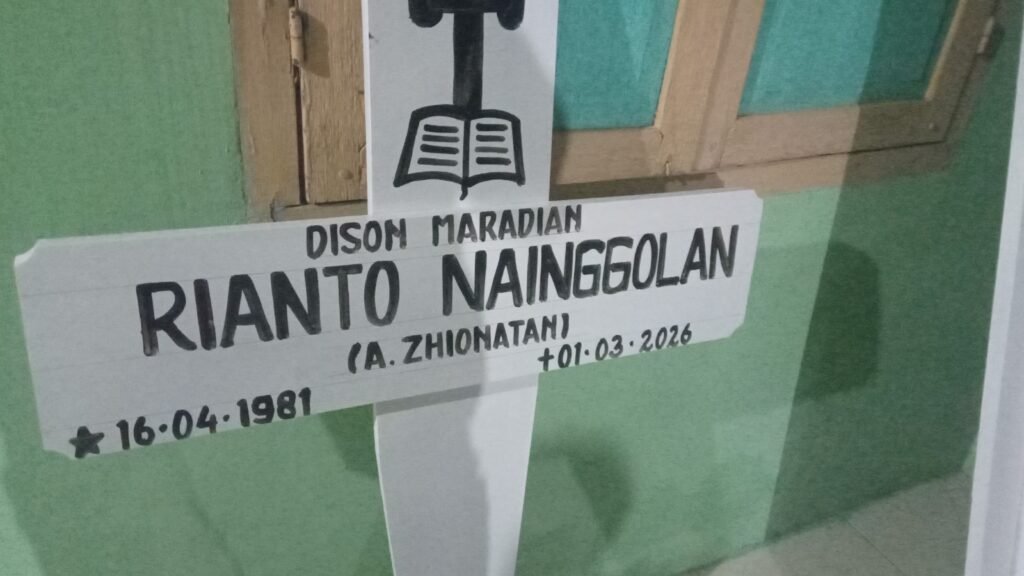 DISON MARADIAN
RIANTO NAINGGOLAN
(A. ZHIONATAN)
★ 16·04·1981 †01·03·2026